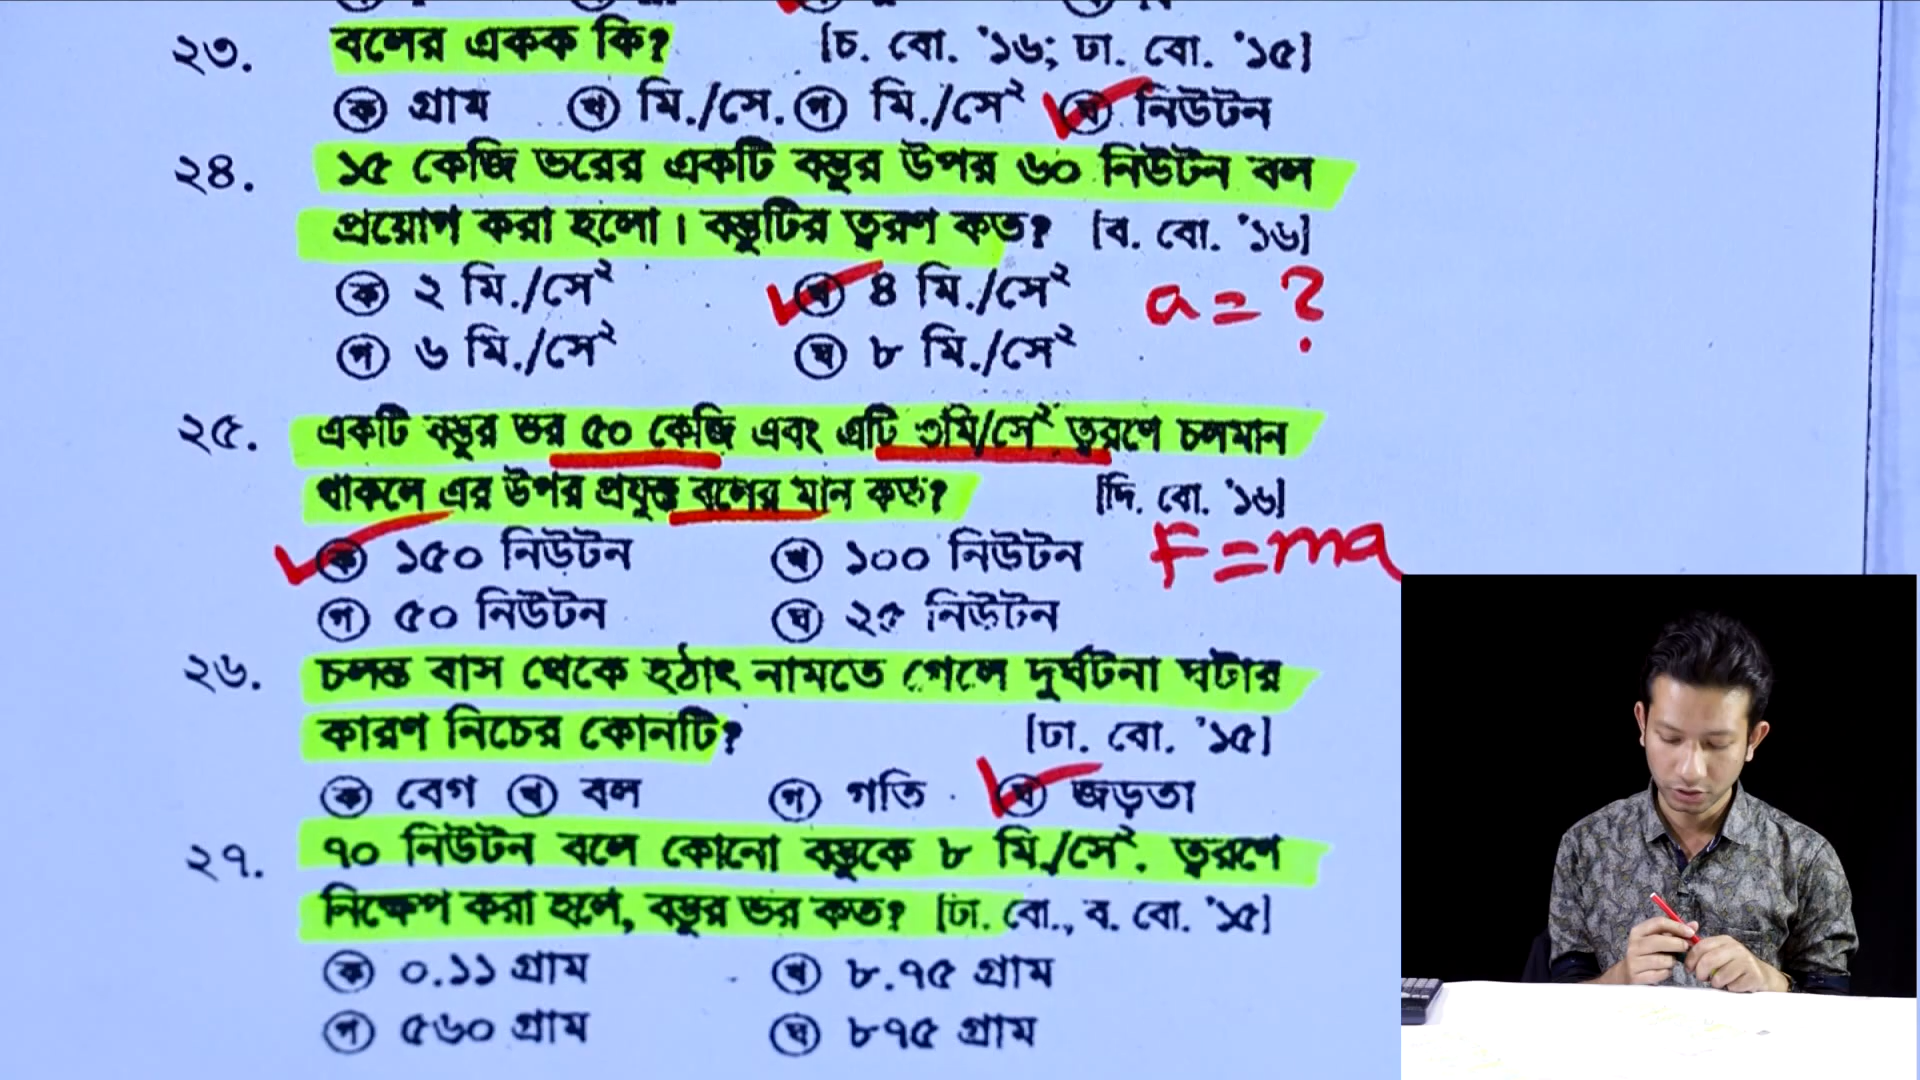 ২৩. বলের একক কি? [চ. বো. '১৬; ঢা. বো. '১৫]
ক গ্রাম খ মি./সে. গ মি./সে² ঘ নিউটন
২৪. ১৫ কেজি ভরের একটি বস্তুর উপর ৬০ নিউটন বল
প্রয়োগ করা হলো। বস্তুটির ত্বরণ কত? [ব. বো. '১৬]
ক ২ মি./সে² খ ৪ মি./সে² a = ?
গ ৬ মি./সে² ঘ ৮ মি./সে²
২৫. একটি বস্তুর ভর ৫০ কেজি এবং এটি ৩মি/সে² ত্বরণে চলমান
থাকলে এর উপর প্রযুক্ত বলের মান কত? [দি. বো. '১৬]
ক ১৫০ নিউটন খ ১০০ নিউটন F = ma
গ ৫০ নিউটন ঘ ২৫ নিউটন
২৬. চলন্ত বাস থেকে হঠাৎ নামতে গেলে দুর্ঘটনা ঘটার
কারণ নিচের কোনটি? [ঢা. বো. '১৫]
ক বেগ খ বল গ গতি ঘ জড়তা
২৭. ৭০ নিউটন বলে কোনো বস্তুকে ৮ মি./সে². ত্বরণে
নিক্ষেপ করা হলে, বস্তুর ভর কত? [ঢা. বো., ব. বো. '১৫]
ক ০.১১ গ্রাম খ ৮.৭৫ গ্রাম
গ ৫৬০ গ্রাম ঘ ৮৭৫ গ্রাম